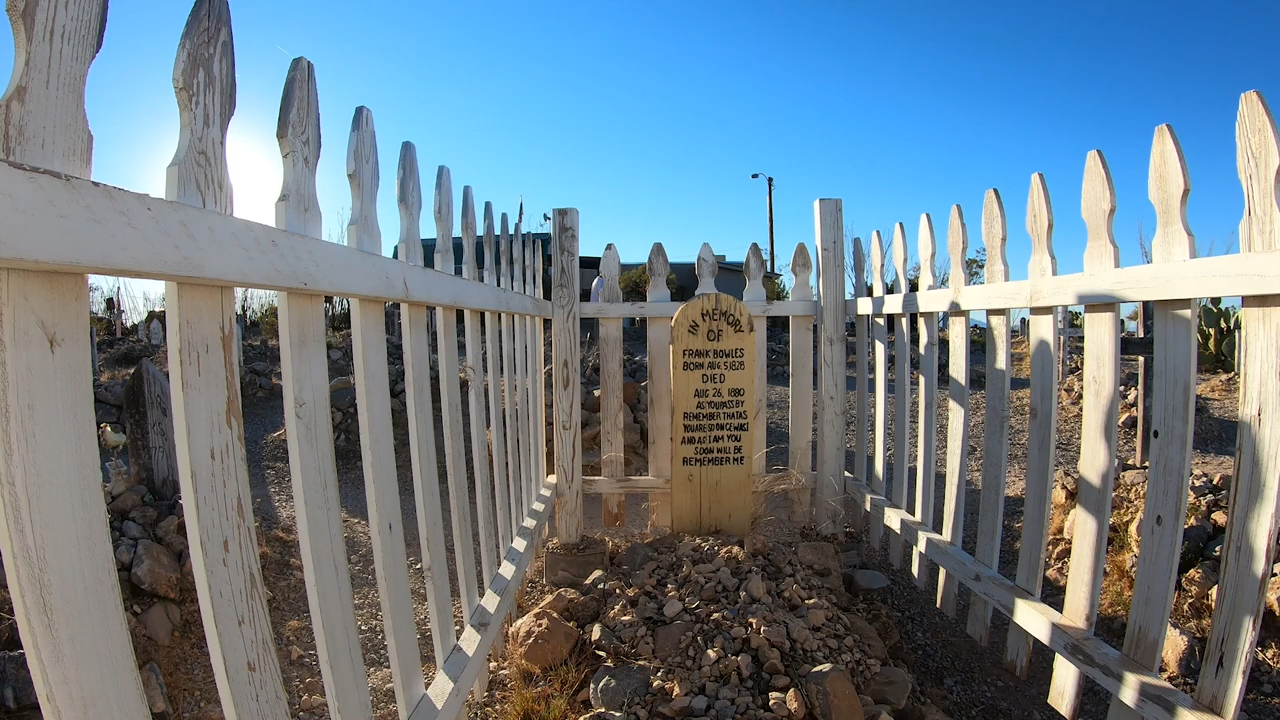 IN MEMORY
OF
FRANK BOWLES
BORN AUG. 5, 1828
DIED
AUG 26, 1880
AS YOU PASS BY
REMEMBER THAT AS
YOU ARE SO ONCE WAS I
AND AS I AM YOU
SOON WILL BE
REMEMBER ME